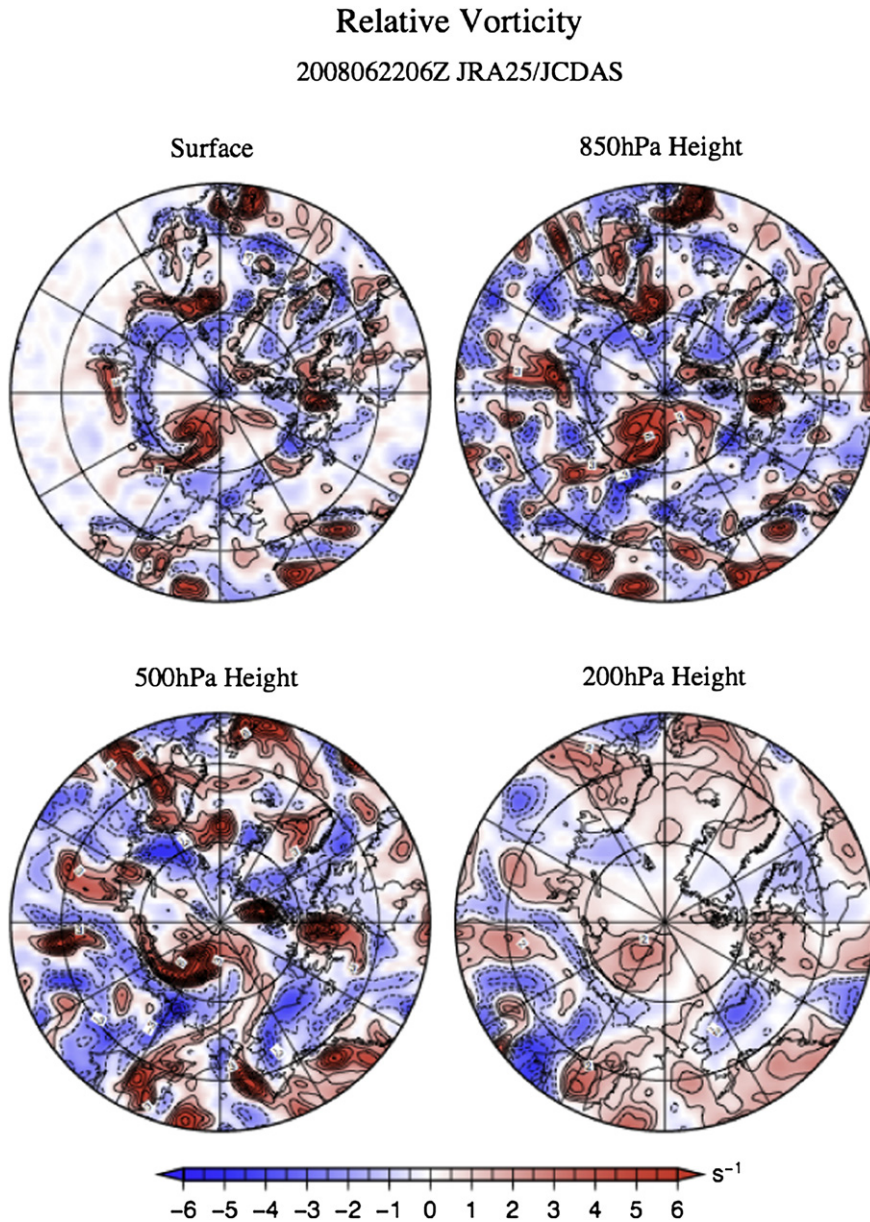 Relative Vorticity
2008062206Z JRA25/JCDAS
Surface
850hPa Height
500hPa Height
200hPa Height
s⁻¹
−6 −5 −4 −3 −2 −1 0 1 2 3 4 5 6